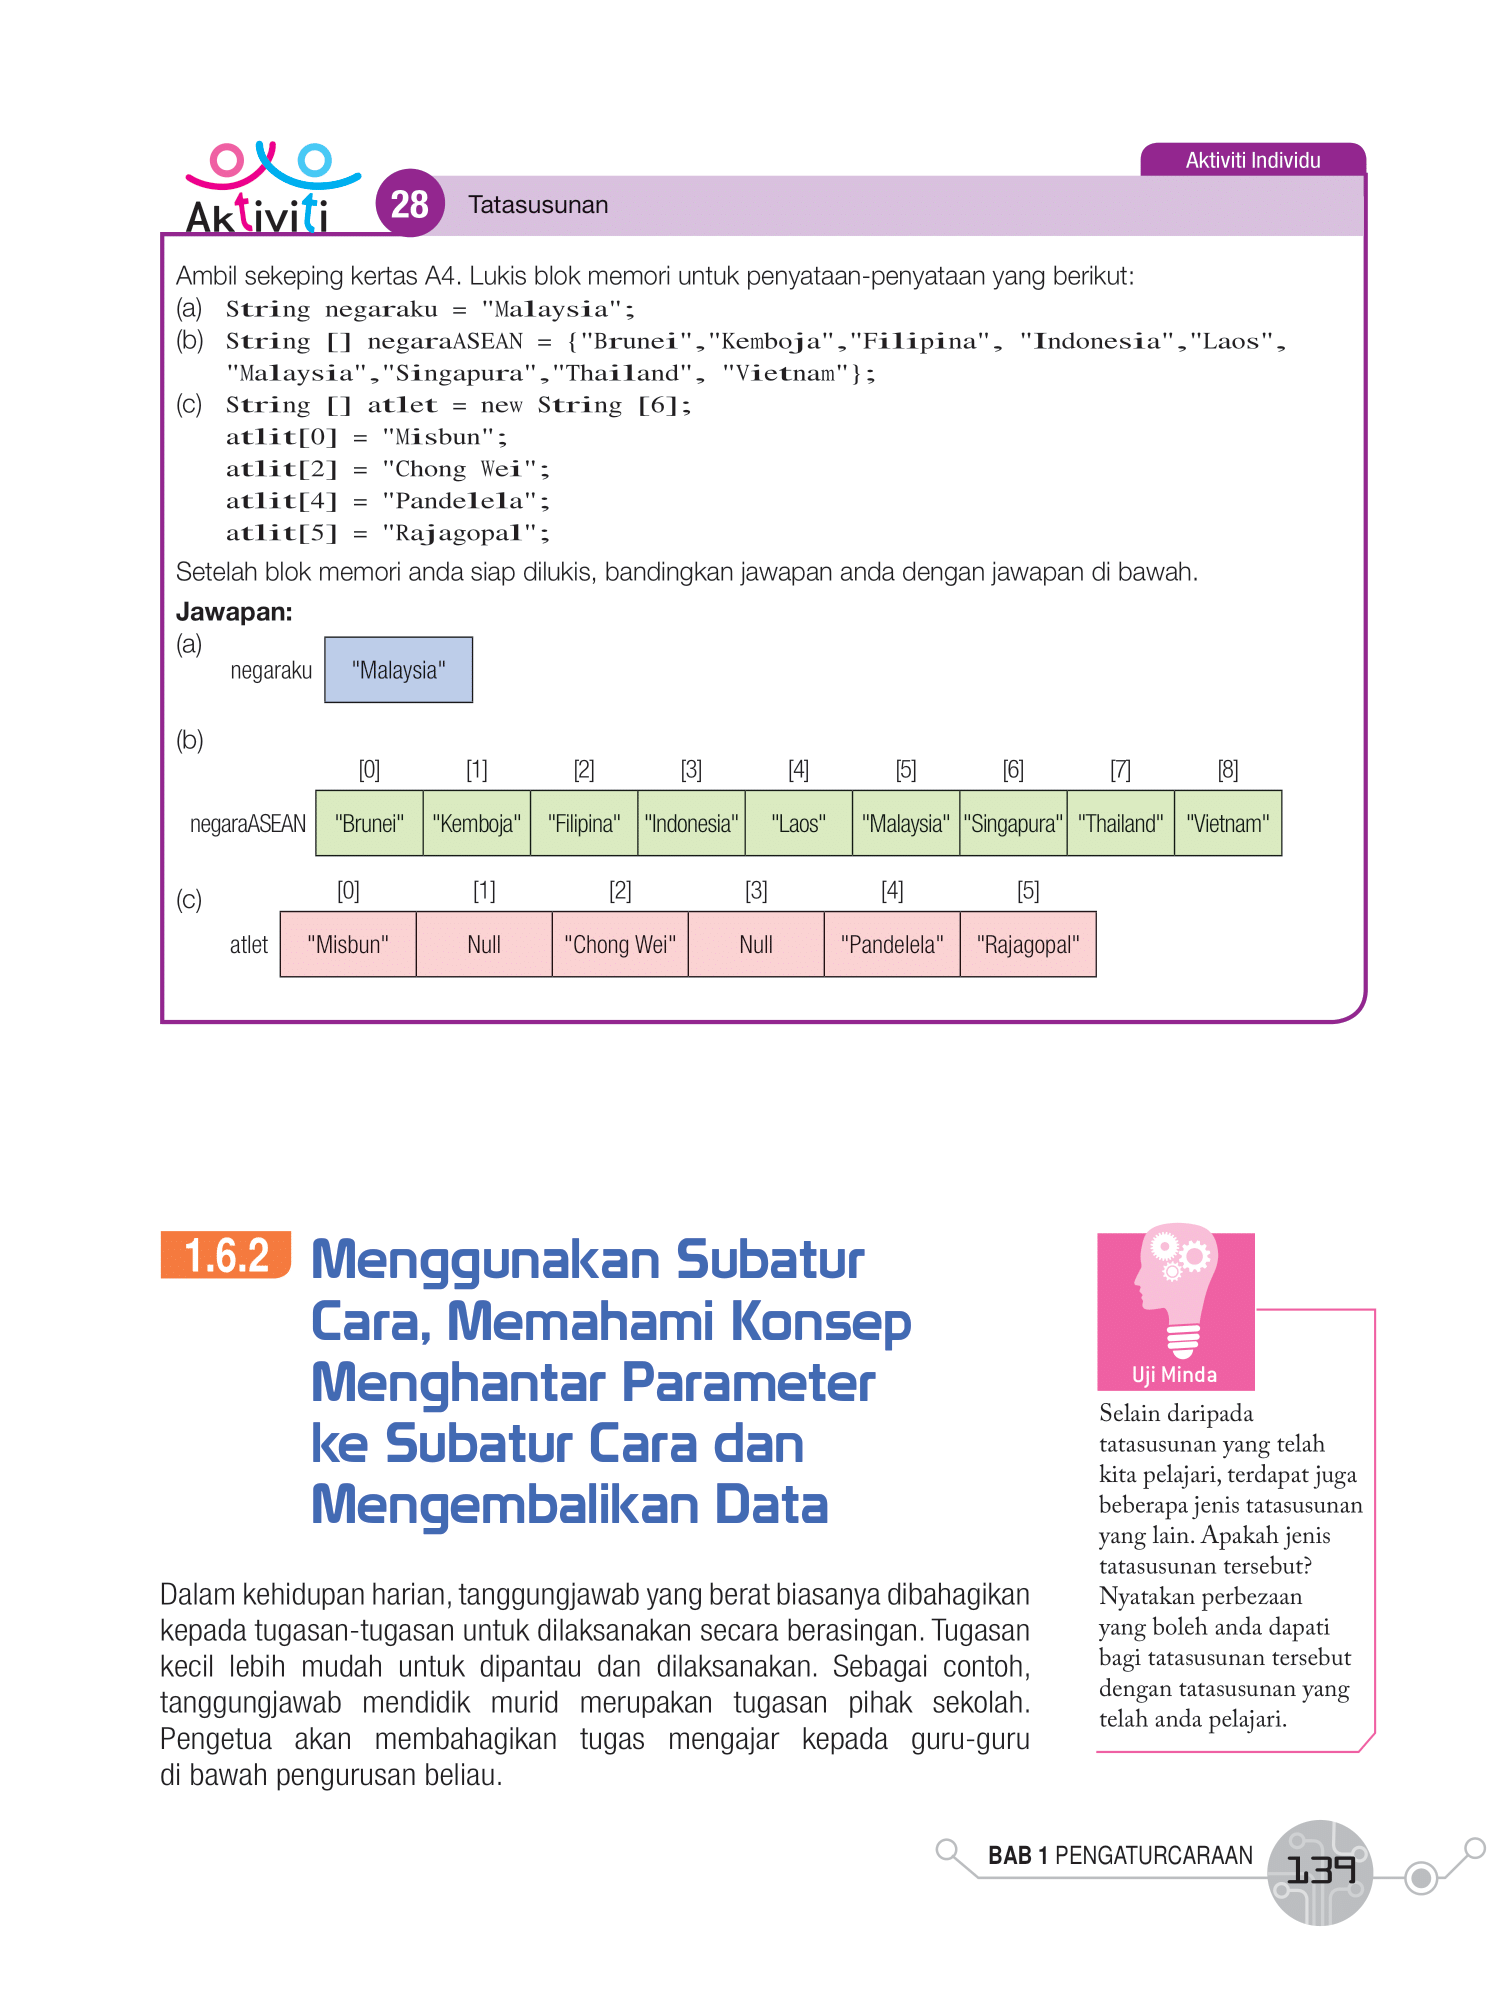 Aktiviti
28
Tatasusunan
Aktiviti Individu
Ambil sekeping kertas A4. Lukis blok memori untuk penyataan-penyataan yang berikut:
(a) String negaraku = "Malaysia";
(b) String [] negaraASEAN = {"Brunei","Kemboja","Filipina", "Indonesia","Laos",
"Malaysia","Singapura","Thailand", "Vietnam"};
(c) String [] atlet = new String [6];
atlit[0] = "Misbun";
atlit[2] = "Chong Wei";
atlit[4] = "Pandelela";
atlit[5] = "Rajagopal";
Setelah blok memori anda siap dilukis, bandingkan jawapan anda dengan jawapan di bawah.
Jawapan:
(a)
negaraku "Malaysia"
(b)
[0] [1] [2] [3] [4] [5] [6] [7] [8]
negaraASEAN "Brunei" "Kemboja" "Filipina" "Indonesia" "Laos" "Malaysia" "Singapura" "Thailand" "Vietnam"
(c) [0] [1] [2] [3] [4] [5]
atlet "Misbun" Null "Chong Wei" Null "Pandelela" "Rajagopal"
1.6.2 Menggunakan Subatur
Cara, Memahami Konsep
Menghantar Parameter
ke Subatur Cara dan
Mengembalikan Data
Dalam kehidupan harian, tanggungjawab yang berat biasanya dibahagikan
kepada tugasan-tugasan untuk dilaksanakan secara berasingan. Tugasan
kecil lebih mudah untuk dipantau dan dilaksanakan. Sebagai contoh,
tanggungjawab mendidik murid merupakan tugasan pihak sekolah.
Pengetua akan membahagikan tugas mengajar kepada guru-guru
di bawah pengurusan beliau.
Uji Minda
Selain daripada
tatasusunan yang telah
kita pelajari, terdapat juga
beberapa jenis tatasusunan
yang lain. Apakah jenis
tatasusunan tersebut?
Nyatakan perbezaan
yang boleh anda dapati
bagi tatasusunan tersebut
dengan tatasusunan yang
telah anda pelajari.
BAB 1 PENGATURCARAAN
139